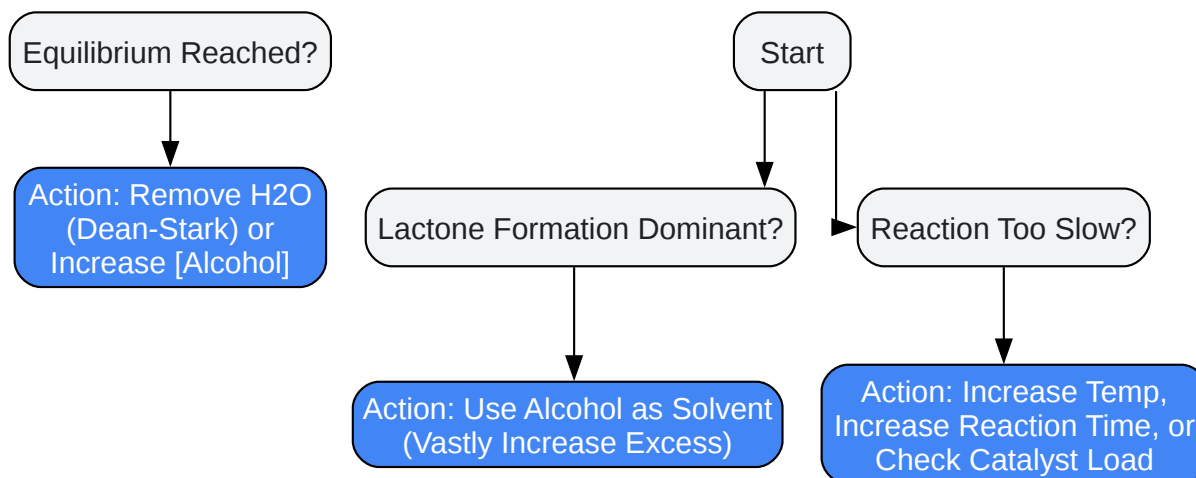 Equilibrium Reached?
Start
Action: Remove H2O
(Dean-Stark) or
Increase [Alcohol]
Lactone Formation Dominant?
Reaction Too Slow?
Action: Use Alcohol as Solvent
(Vastly Increase Excess)
Action: Increase Temp,
Increase Reaction Time, or
Check Catalyst Load